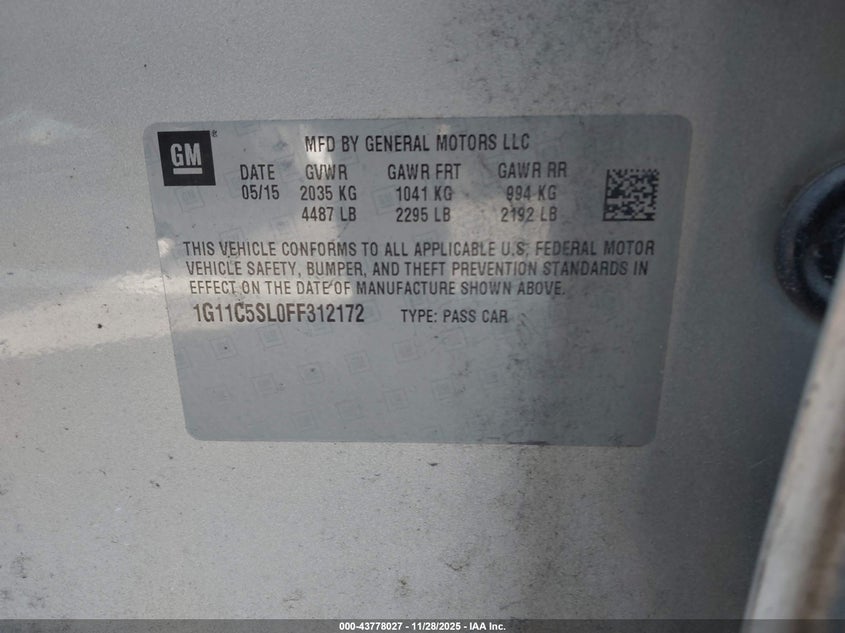 GM ®
MFD BY GENERAL MOTORS LLC
DATE GVWR GAWR FRT GAWR RR
05/15 2035 KG 1041 KG 994 KG
4487 LB 2295 LB 2192 LB
THIS VEHICLE CONFORMS TO ALL APPLICABLE U.S. FEDERAL MOTOR
VEHICLE SAFETY, BUMPER, AND THEFT PREVENTION STANDARDS IN
EFFECT ON THE DATE OF MANUFACTURE SHOWN ABOVE.
1G11C5SL0FF312172 TYPE: PASS CAR
000-43778027 - 11/28/2025 - IAA Inc.